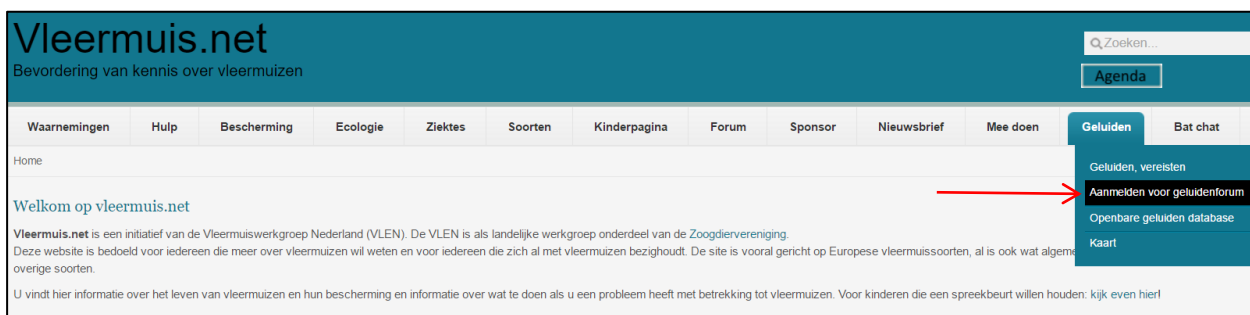 Vleermuis.net
Bevordering van kennis over vleermuizen
Zoeken...
Agenda
Waarnemingen Hulp Bescherming Ecologie Ziektes Soorten Kinderpagina Forum Sponsor Nieuwsbrief Mee doen Geluiden Bat chat
Geluiden, vereisten
Aanmelden voor geluidenforum
Openbare geluiden database
Kaart
Home
Welkom op vleermuis.net
Vleermuis.net is een initiatief van de Vleermuiswerkgroep Nederland (VLEN). De VLEN is als landelijke werkgroep onderdeel van de Zoogdiervereniging.
Deze website is bedoeld voor iedereen die meer over vleermuizen wil weten en voor iedereen die zich al met vleermuizen bezighoudt. De site is vooral gericht op Europese vleermuissoorten, al is ook wat algeme
overige soorten.
U vindt hier informatie over het leven van vleermuizen en hun bescherming en informatie over wat te doen als u een probleem heeft met betrekking tot vleermuizen. Voor kinderen die een spreekbeurt willen houden: kijk even hier!